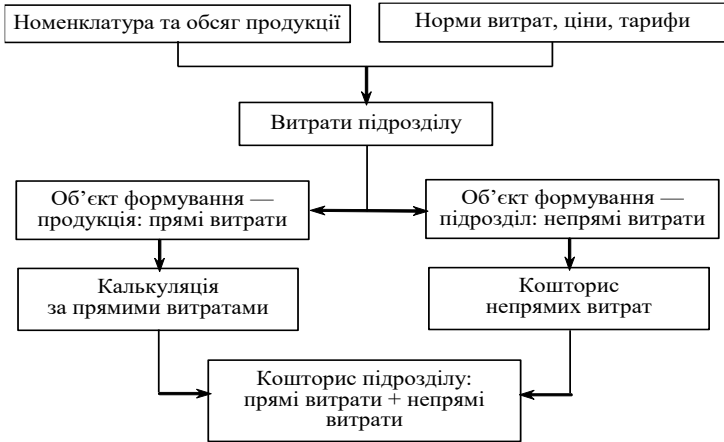 Номенклатура та обсяг продукції
Норми витрат, ціни, тарифи
Витрати підрозділу
Об’єкт формування —
продукція: прямі витрати
Об’єкт формування —
підрозділ: непрямі витрати
Калькуляція
за прямими витратами
Кошторис
непрямих витрат
Кошторис підрозділу:
прямі витрати + непрямі
витрати